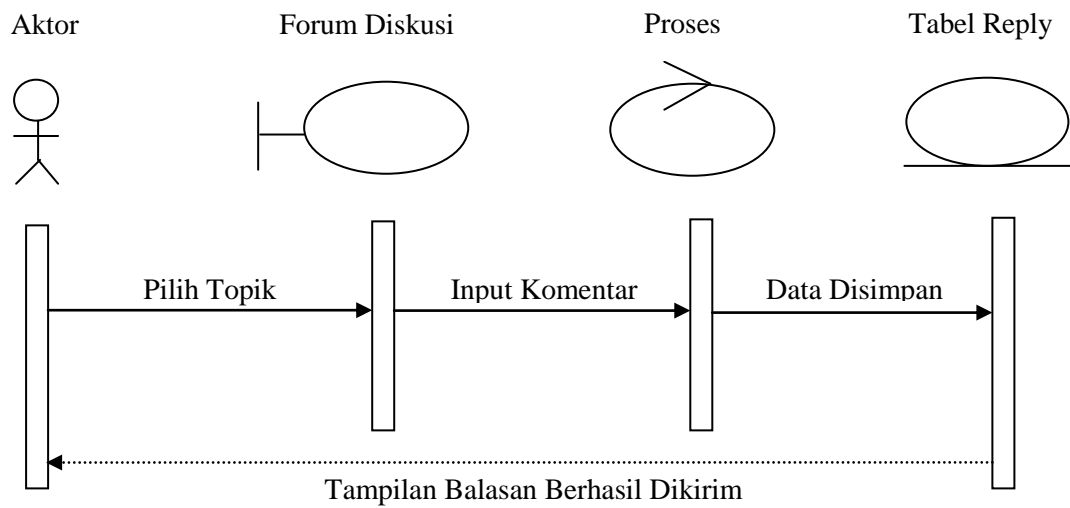 Aktor
Forum Diskusi
Proses
Tabel Reply
Pilih Topik
Input Komentar
Data Disimpan
Tampilan Balasan Berhasil Dikirim